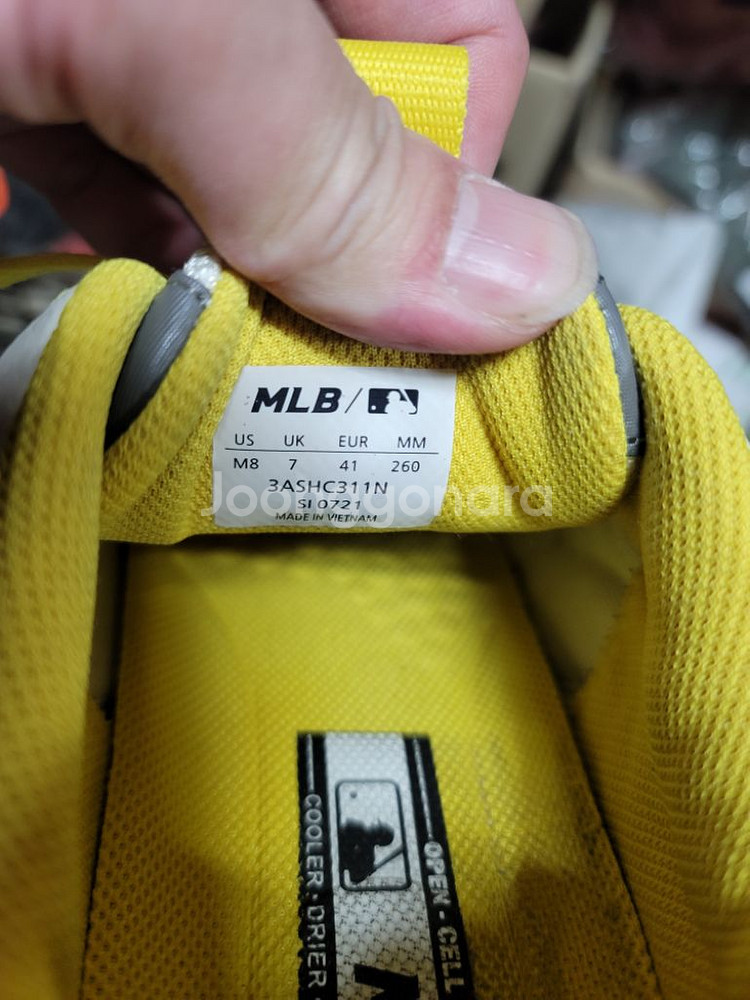 MLB/
US UK EUR MM
M8 7 41 260
3ASHC311N
SI 0721
MADE IN VIETNAM
Joonggonara
COOLER · DRIER ·
OPEN - CELL